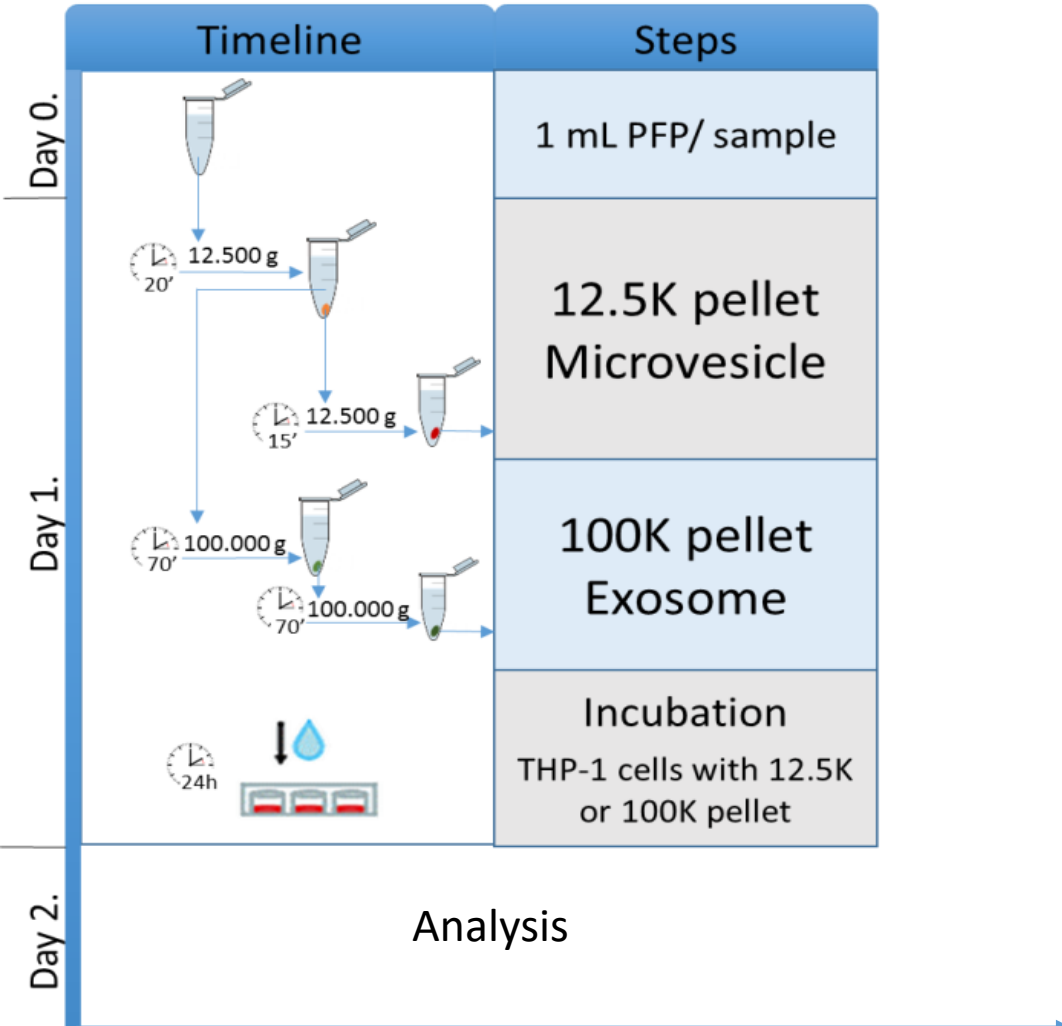 Timeline
Steps
Day 0.
1 mL PFP/ sample
Day 1.
12.500 g
20’
12.500 g
15’
12.5K pellet
Microvesicle
100.000 g
70’
100.000 g
70’
100K pellet
Exosome
24h
Incubation
THP-1 cells with 12.5K
or 100K pellet
Day 2.
Analysis